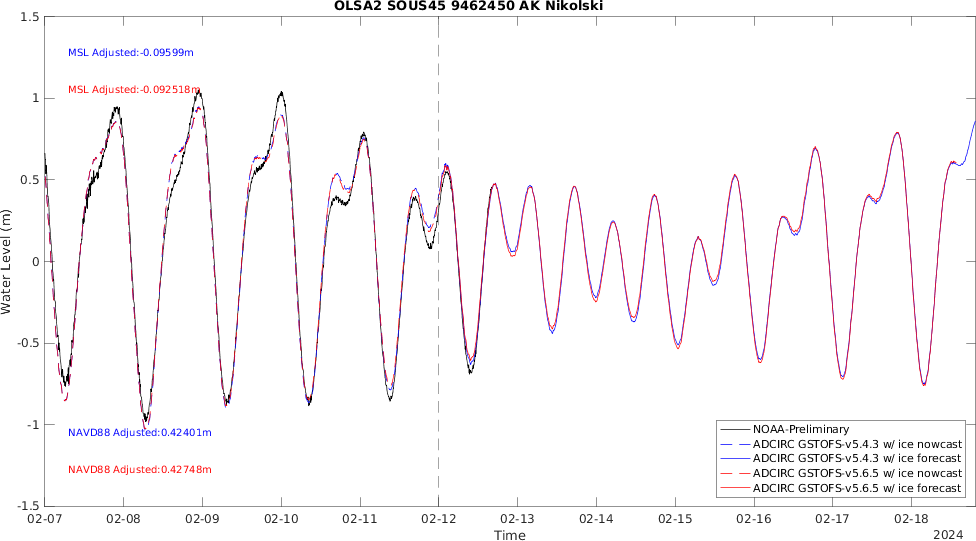 OLSA2 SOUS45 9462450 AK Nikolski
1.5
MSL Adjusted:-0.09599m
MSL Adjusted:-0.092518m
1
0.5
0
-0.5
-1
-1.5
Water Level (m)
NAVD88 Adjusted:0.42401m
NAVD88 Adjusted:0.42748m
NOAA-Preliminary
ADCIRC GSTOFS-v5.4.3 w/ ice nowcast
ADCIRC GSTOFS-v5.4.3 w/ ice forecast
ADCIRC GSTOFS-v5.6.5 w/ ice nowcast
ADCIRC GSTOFS-v5.6.5 w/ ice forecast
02-07 02-08 02-09 02-10 02-11 02-12 02-13 02-14 02-15 02-16 02-17 02-18
Time
2024